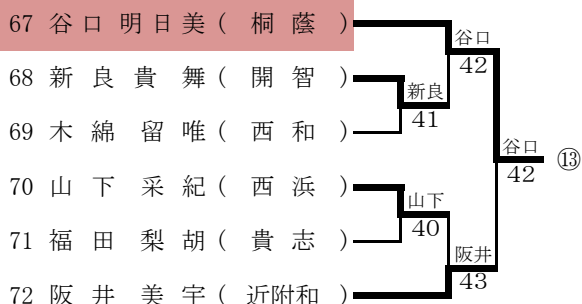 67 谷口 明日美 ( 桐蔭 )
68 新良 貴舞 ( 開智 )
69 木綿 留唯 ( 西和 )
70 山下 采紀 ( 西浜 )
71 福田 梨胡 ( 貴志 )
72 阪井 美宇 ( 近附和 )
新良
41
山下
40
谷口
42
阪井
43
谷口
42
⑬